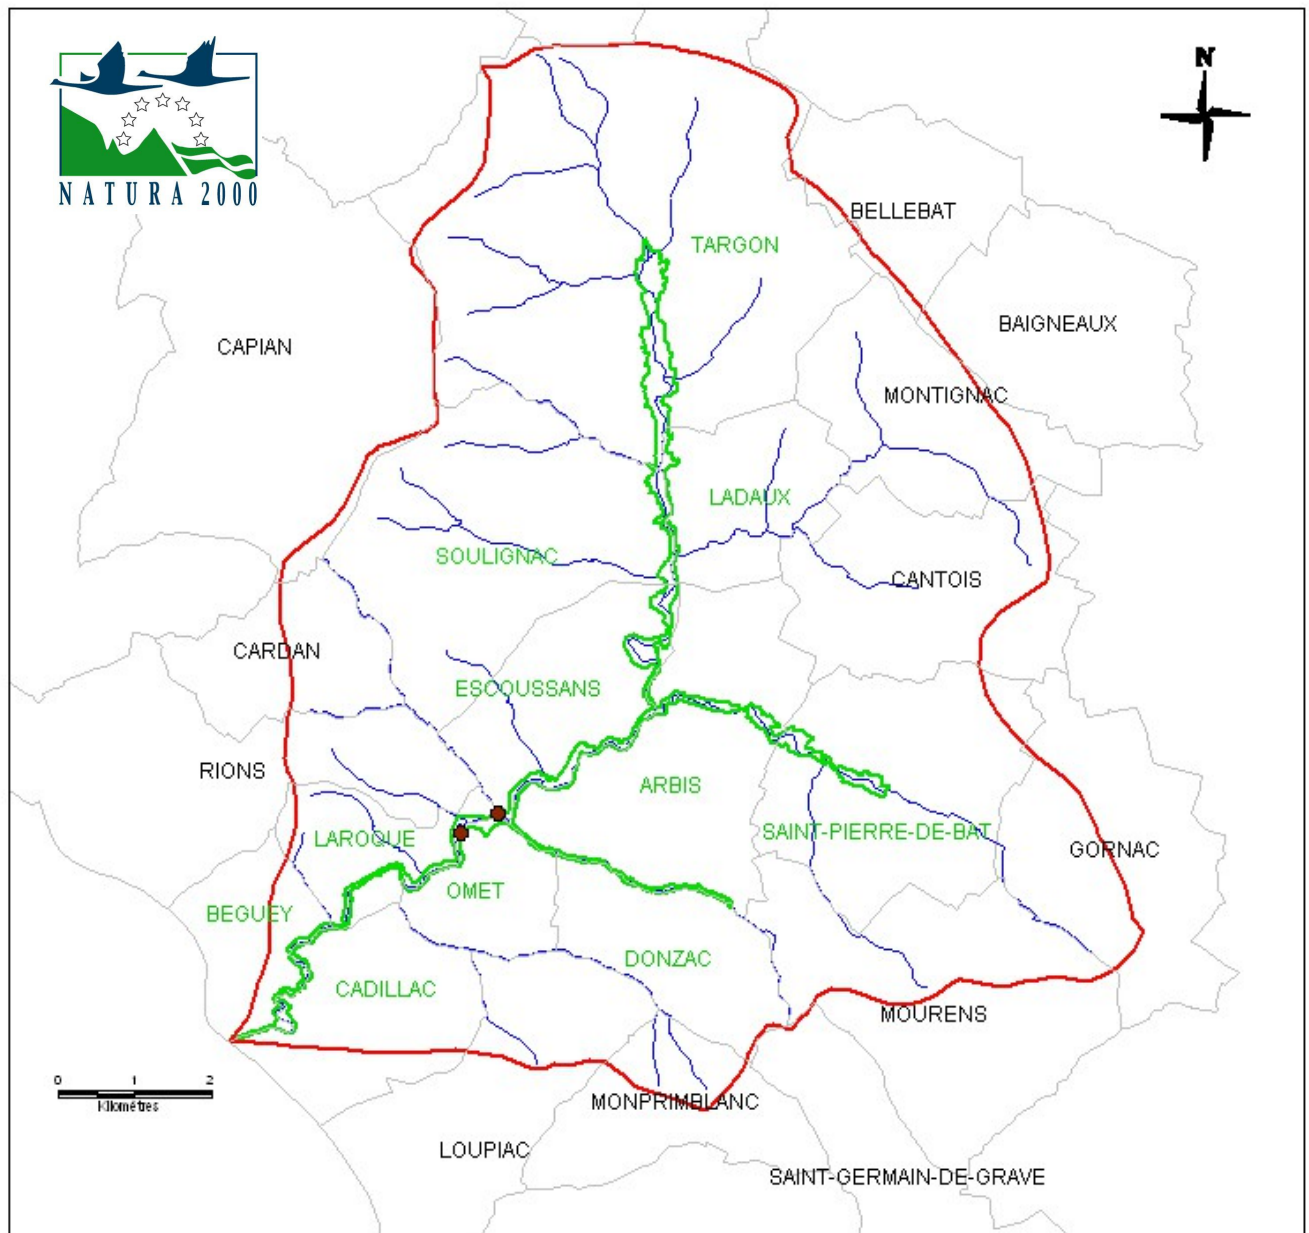 N
NATURA 2000
BELLEBAT
TARGON
BAIGNEAUX
CAPIAN
MONTIGNAC
LADAUX
SOULIGNAC
CANTOIS
CARDAN
ESCOUSSANS
RIONS
ARBIS
SAINT-PIERRE-DE-BAT
LAROQUE
GORNAC
OMET
BEGUEY
DONZAC
CADILLAC
MOURENS
0 1 2
Kilométres
MONPRIMBLANC
LOUPIAC
SAINT-GERMAIN-DE-GRAVE